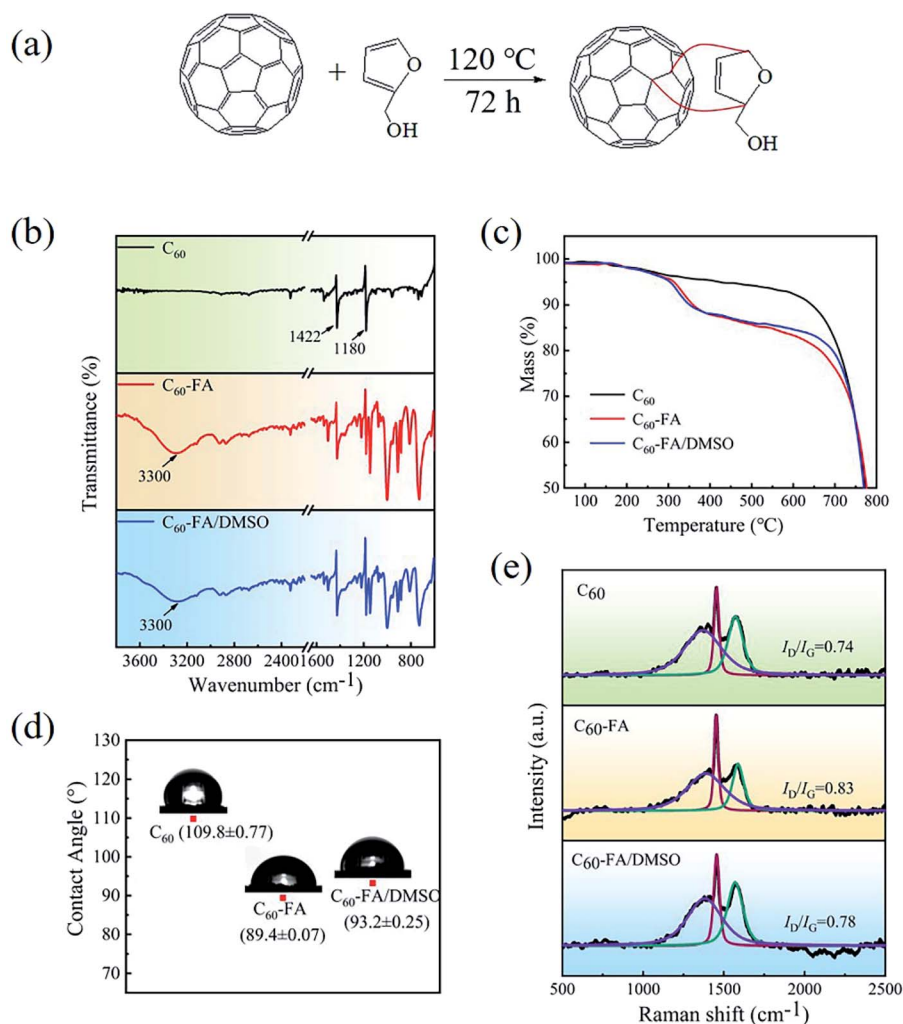 (a)
+
O
OH
120 °C
72 h
O
OH
(b)
C60
1422
1180
C60-FA
3300
C60-FA/DMSO
3300
Transmittance (%)
3600 3200 2800 2400 1600 1200 800
Wavenumber (cm-1)
(c)
100
90
80
70
60
50
Mass (%)
C60
C60-FA
C60-FA/DMSO
100 200 300 400 500 600 700 800
Temperature (°C)
(d)
130
120
110
100
90
80
70
Contact Angle (°)
C60 (109.8±0.77)
C60-FA
(89.4±0.07)
C60-FA/DMSO
(93.2±0.25)
(e)
C60
ID/IG=0.74
C60-FA
ID/IG=0.83
C60-FA/DMSO
ID/IG=0.78
Intensity (a.u.)
500 1000 1500 2000 2500
Raman shift (cm-1)